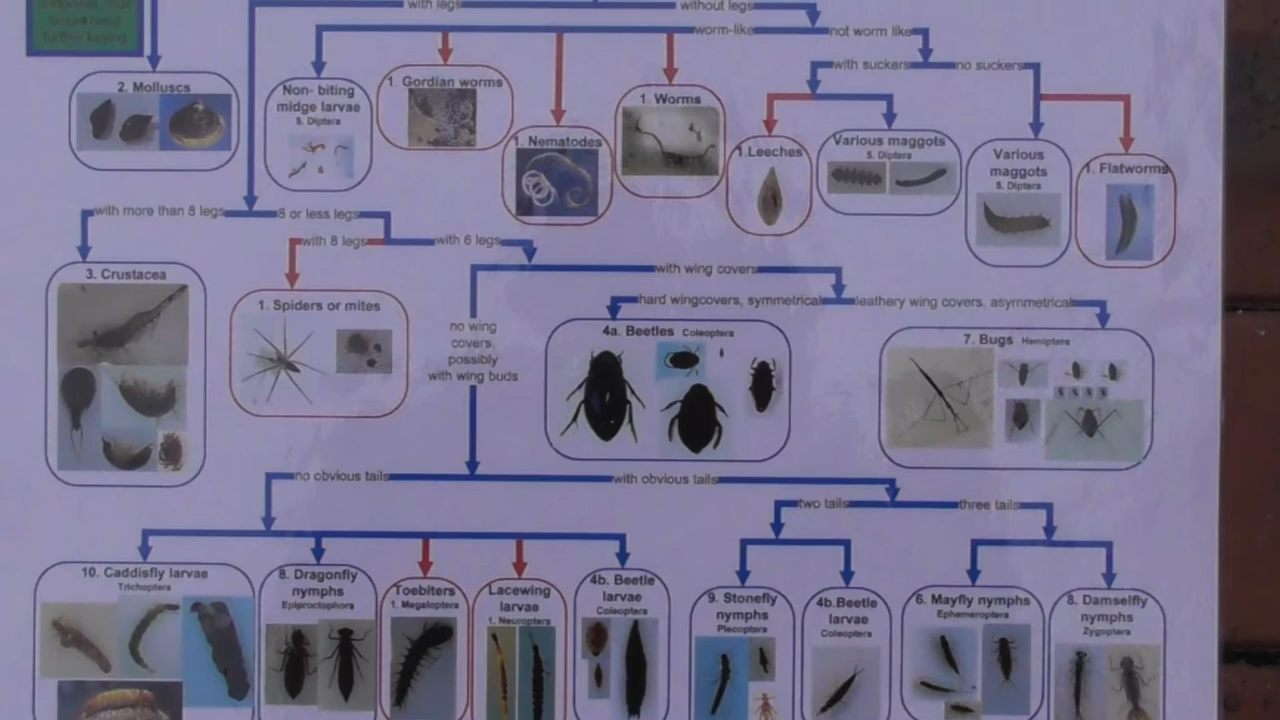 further keying
with legs
without legs
worm-like
not worm like
with suckers
no suckers
2. Molluscs
Non- biting
midge larvae
5. Diptera
1. Gordian worms
1. Nematodes
1. Worms
1.Leeches
Various maggots
5. Diptera
Various
maggots
5. Diptera
1. Flatworms
with more than 8 legs
8 or less legs
with 8 legs
with 6 legs
3. Crustacea
1. Spiders or mites
with wing covers
no wing
covers
possibly
with wing buds
hard wingcovers, symmetrical
leathery wing covers, asymmetrical
4a. Beetles Coleoptera
7. Bugs Hemiptera
no obvious tails
with obvious tails
two tails
three tails
10. Caddisfly larvae
Trichoptera
8. Dragonfly
nymphs
Epiproctophora
Toebiters
1. Megaloptera
Lacewing
larvae
1. Neuroptera
4b. Beetle
larvae
Coleoptera
9. Stonefly
nymphs
Plecoptera
4b.Beetle
larvae
Coleoptera
6. Mayfly nymphs
Ephemeroptera
8. Damselfly
nymphs
Zygoptera